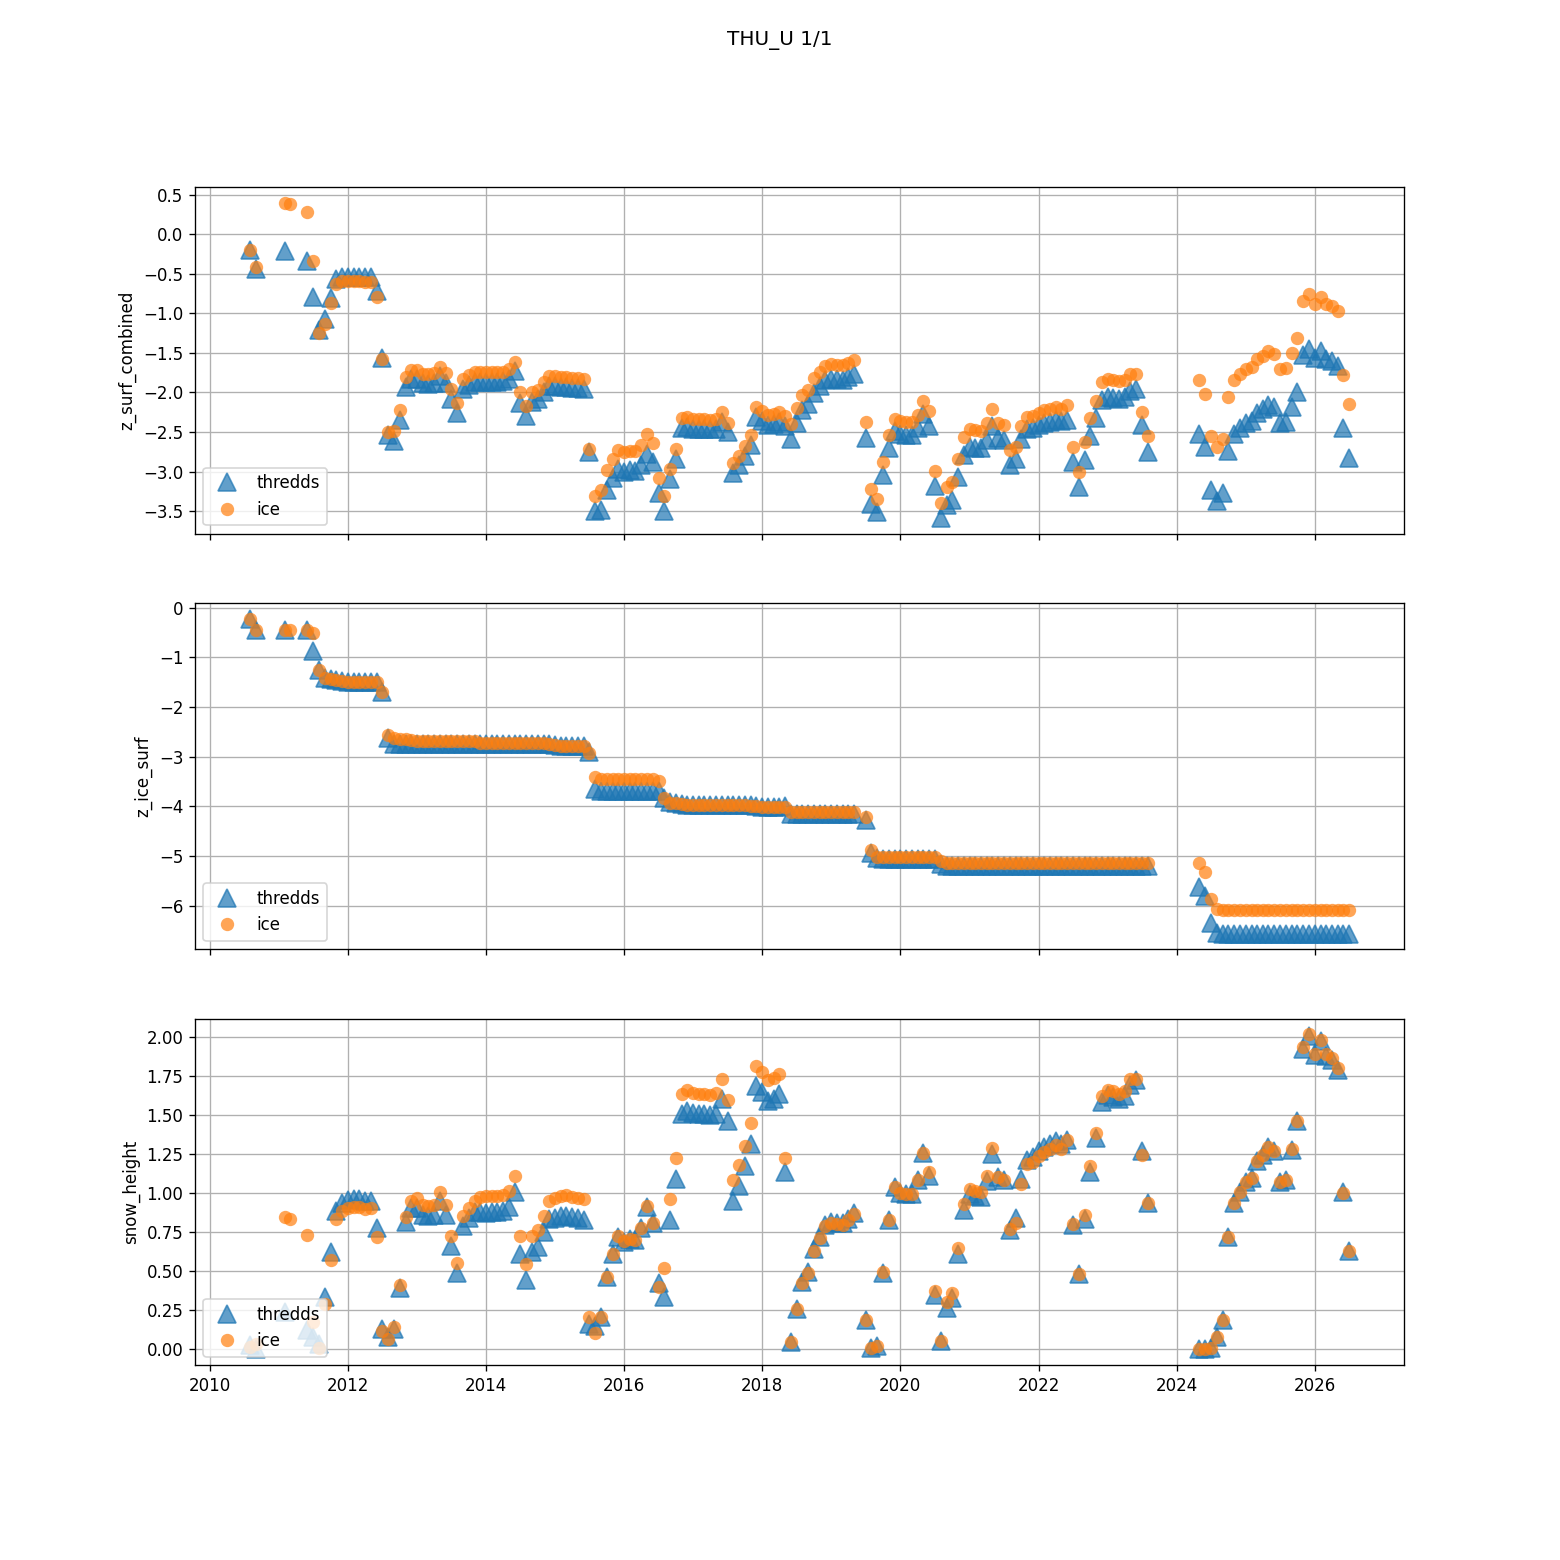 THU_U 1/1
0.5
0.0
−0.5
−1.0
−1.5
−2.0
−2.5
−3.0
−3.5
z_surf_combined
thredds
ice
0
−1
−2
−3
−4
−5
−6
z_ice_surf
thredds
ice
2.00
1.75
1.50
1.25
1.00
0.75
0.50
0.25
0.00
snow_height
thredds
ice
2010 2012 2014 2016 2018 2020 2022 2024 2026